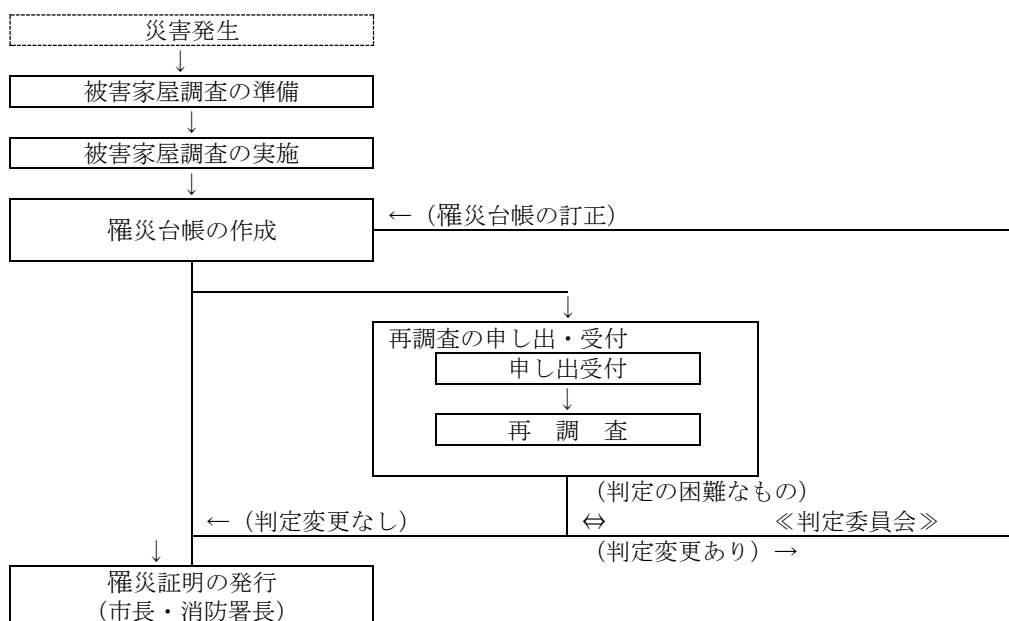 災害発生
↓
被害家屋調査の準備
↓
被害家屋調査の実施
↓
罹災台帳の作成
←（罹災台帳の訂正）
↓
再調査の申し出・受付
申し出受付
↓
再　調　査
（判定の困難なもの）
←（判定変更なし）
⇔
≪判定委員会≫
（判定変更あり）→
↓
罹災証明の発行
（市長・消防署長）